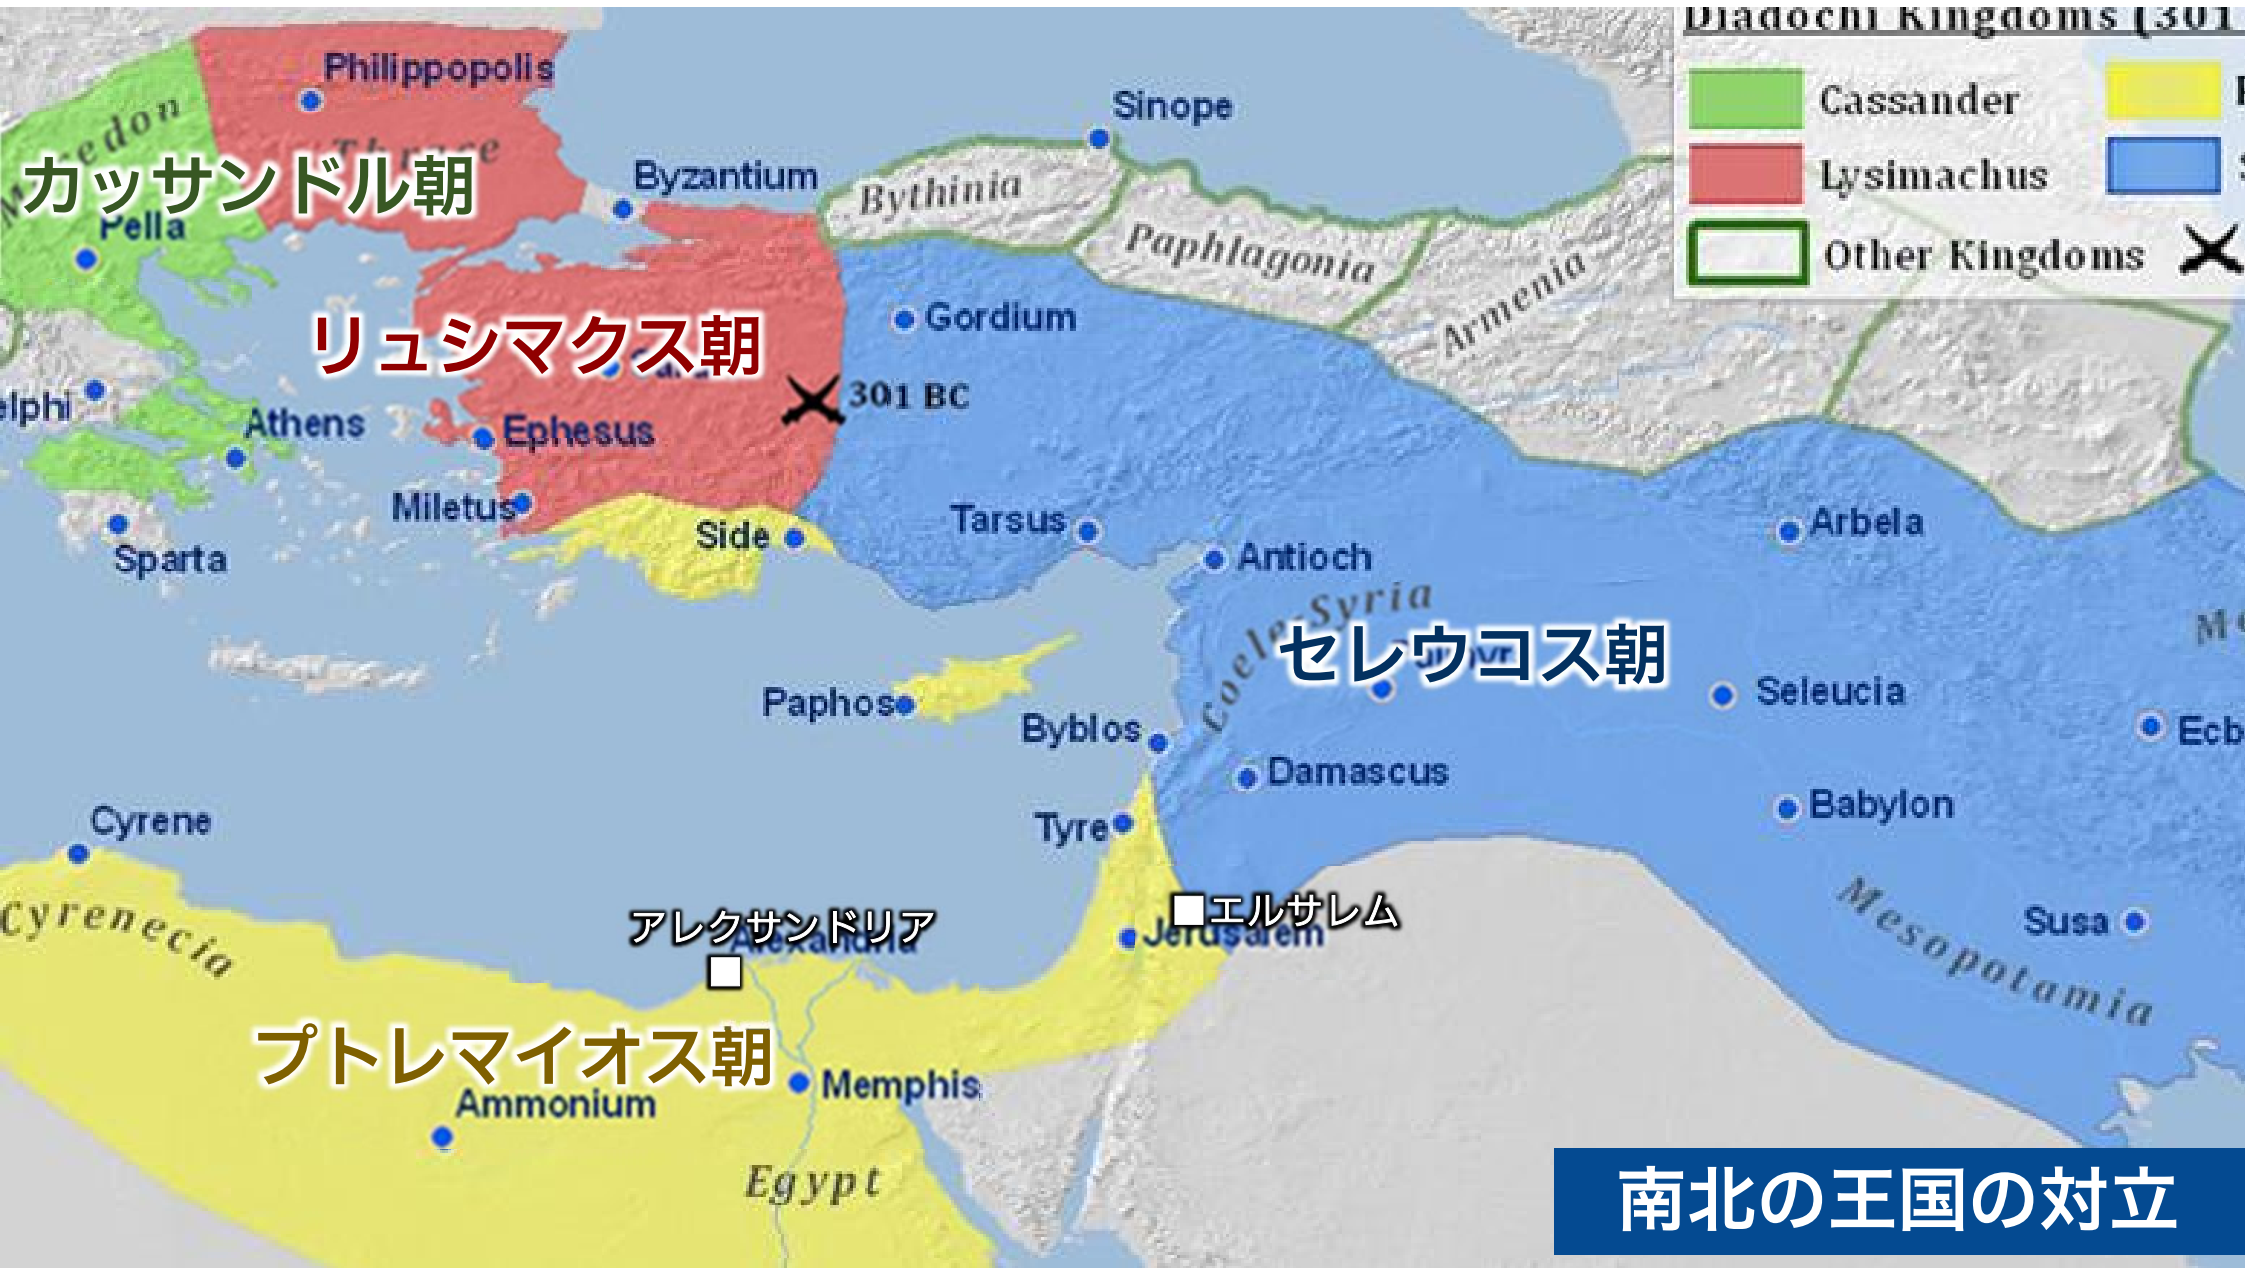 Diadochi Kingdoms (301
Cassander
Lysimachus
Other Kingdoms
Philippopolis
Thrace
Sinope
Byzantium
Bythinia
カッサンドル朝
Pella
Paphlagonia
Armenia
Gordium
リュシマクス朝
301 BC
Athens
Ephesus
Miletus
Side
Tarsus
Sparta
Antioch
Arbela
Coele-Syria
セレウコス朝
Paphos
Byblos
Seleucia
Damascus
Babylon
Cyrene
Tyre
Cyrenecia
アレクサンドリア
Alexandria
エルサレム
Jerusalem
Susa
Mesopotamia
プトレマイオス朝
Memphis
Ammonium
Egypt
南北の王国の対立